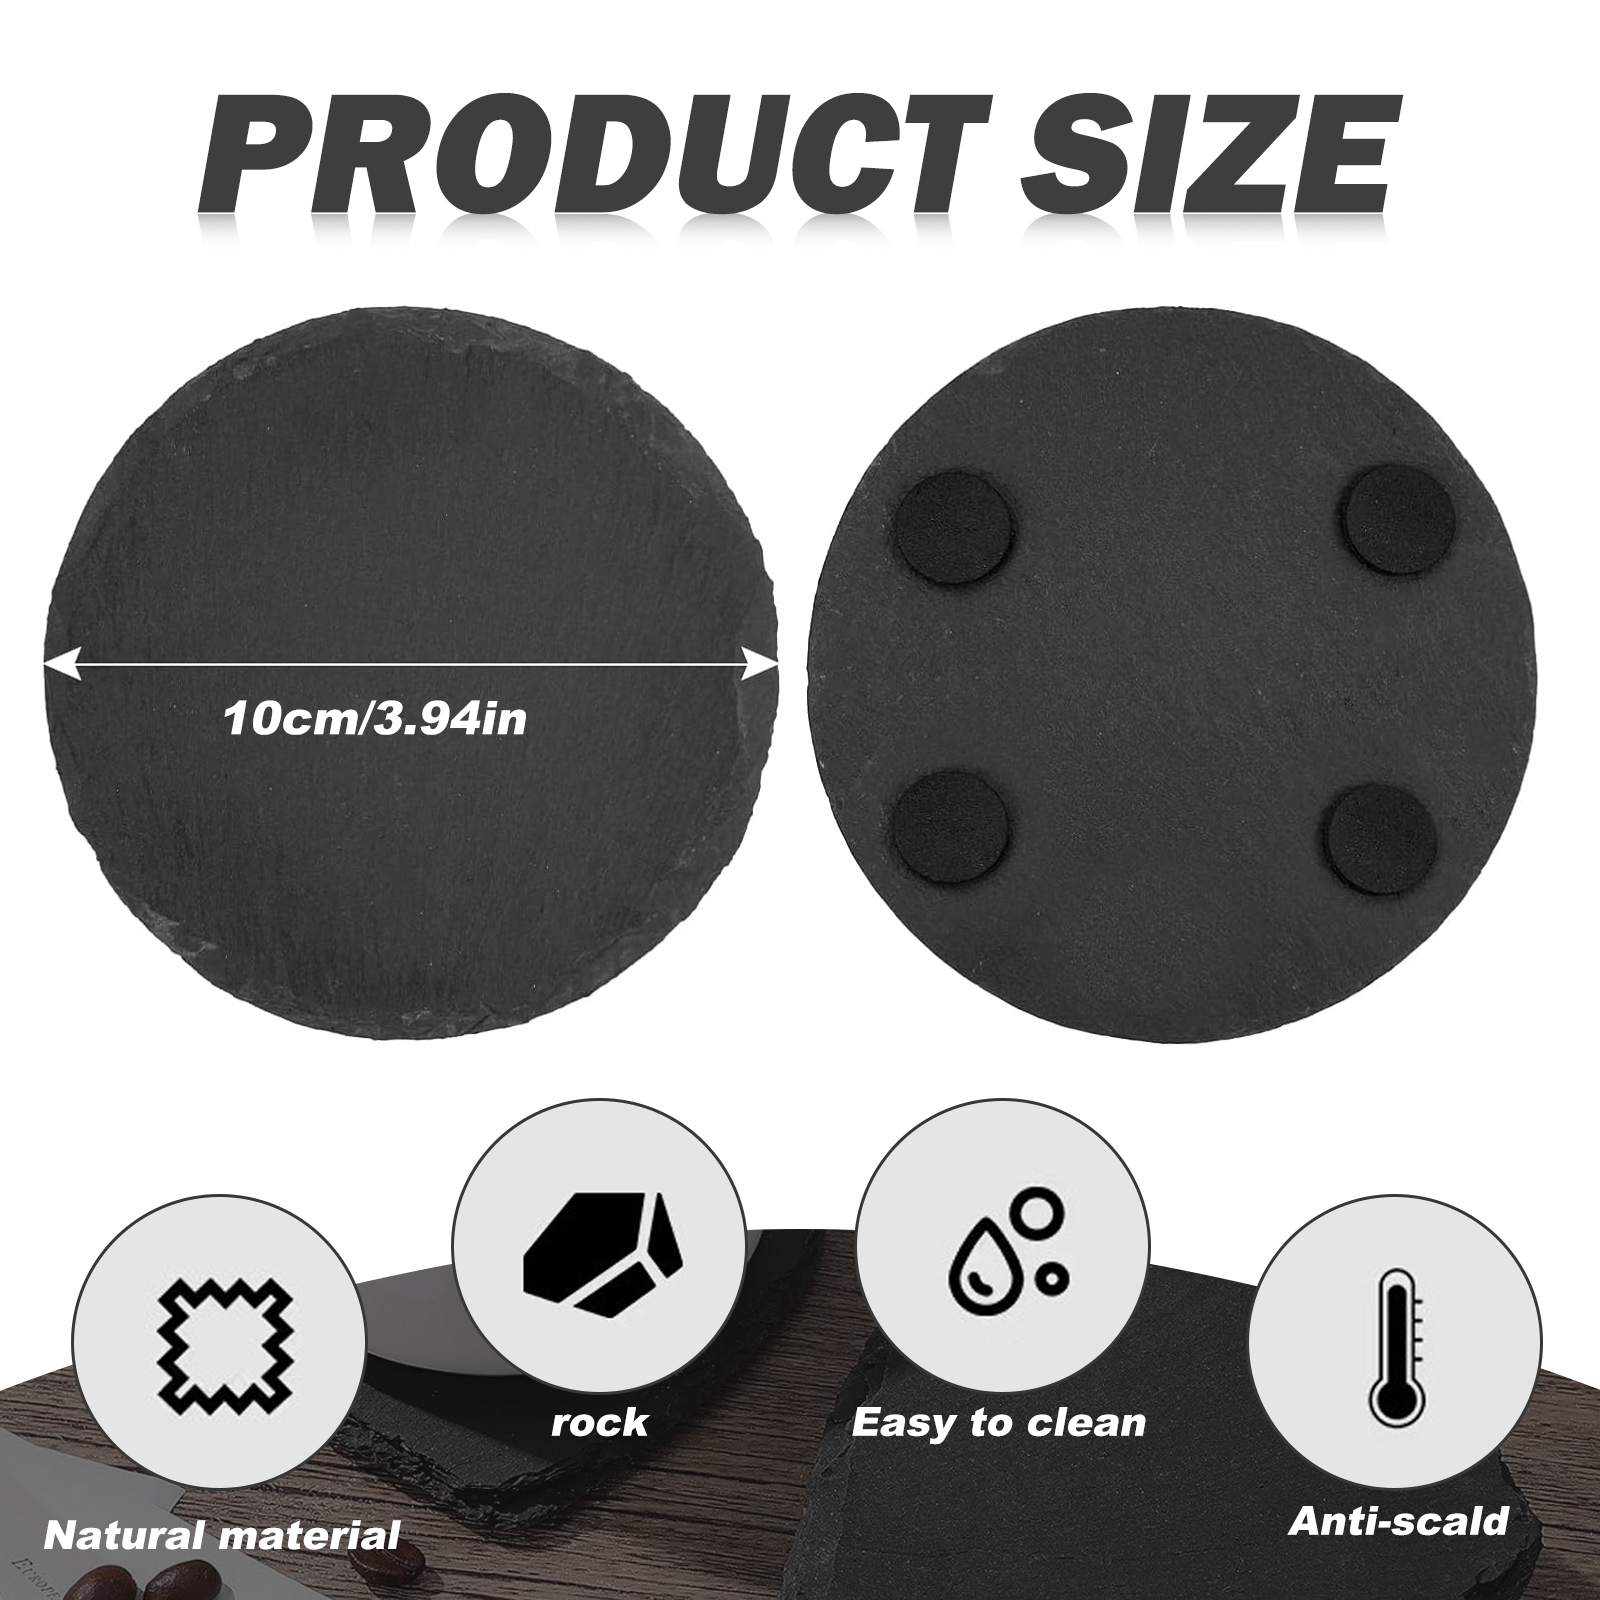 PRODUCT SIZE
10cm/3.94in
rock
Easy to clean
Natural material
Anti-scald